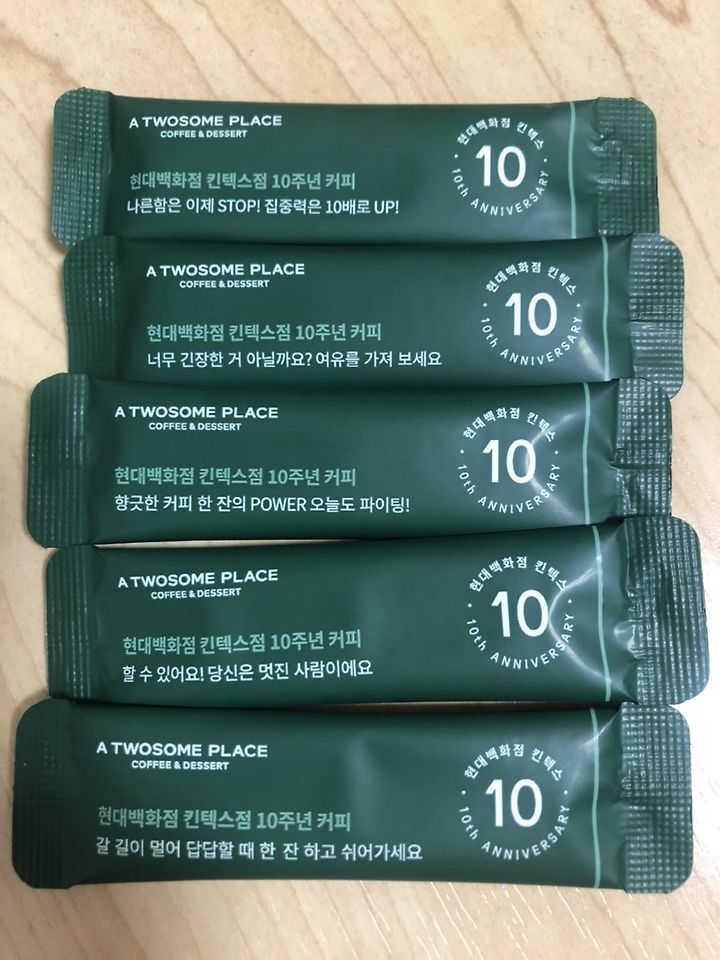 A TWOSOME PLACE
COFFEE & DESSERT
현대백화점 킨텍스점 10주년 커피
나른함은 이제 STOP! 집중력은 10배로 UP!
현대백화점 킨텍스
10
10th ANNIVERSARY
A TWOSOME PLACE
COFFEE & DESSERT
현대백화점 킨텍스점 10주년 커피
너무 긴장한 거 아닐까요? 여유를 가져 보세요
현대백화점 킨텍스
10
10th ANNIVERSARY
A TWOSOME PLACE
COFFEE & DESSERT
현대백화점 킨텍스점 10주년 커피
향긋한 커피 한 잔의 POWER 오늘도 파이팅!
현대백화점 킨텍스
10
10th ANNIVERSARY
A TWOSOME PLACE
COFFEE & DESSERT
현대백화점 킨텍스점 10주년 커피
할 수 있어요! 당신은 멋진 사람이에요
현대백화점 킨텍스
10
10th ANNIVERSARY
A TWOSOME PLACE
COFFEE & DESSERT
현대백화점 킨텍스점 10주년 커피
갈 길이 멀어 답답할 때 한 잔 하고 쉬어가세요
현대백화점 킨텍스
10
10th ANNIVERSARY